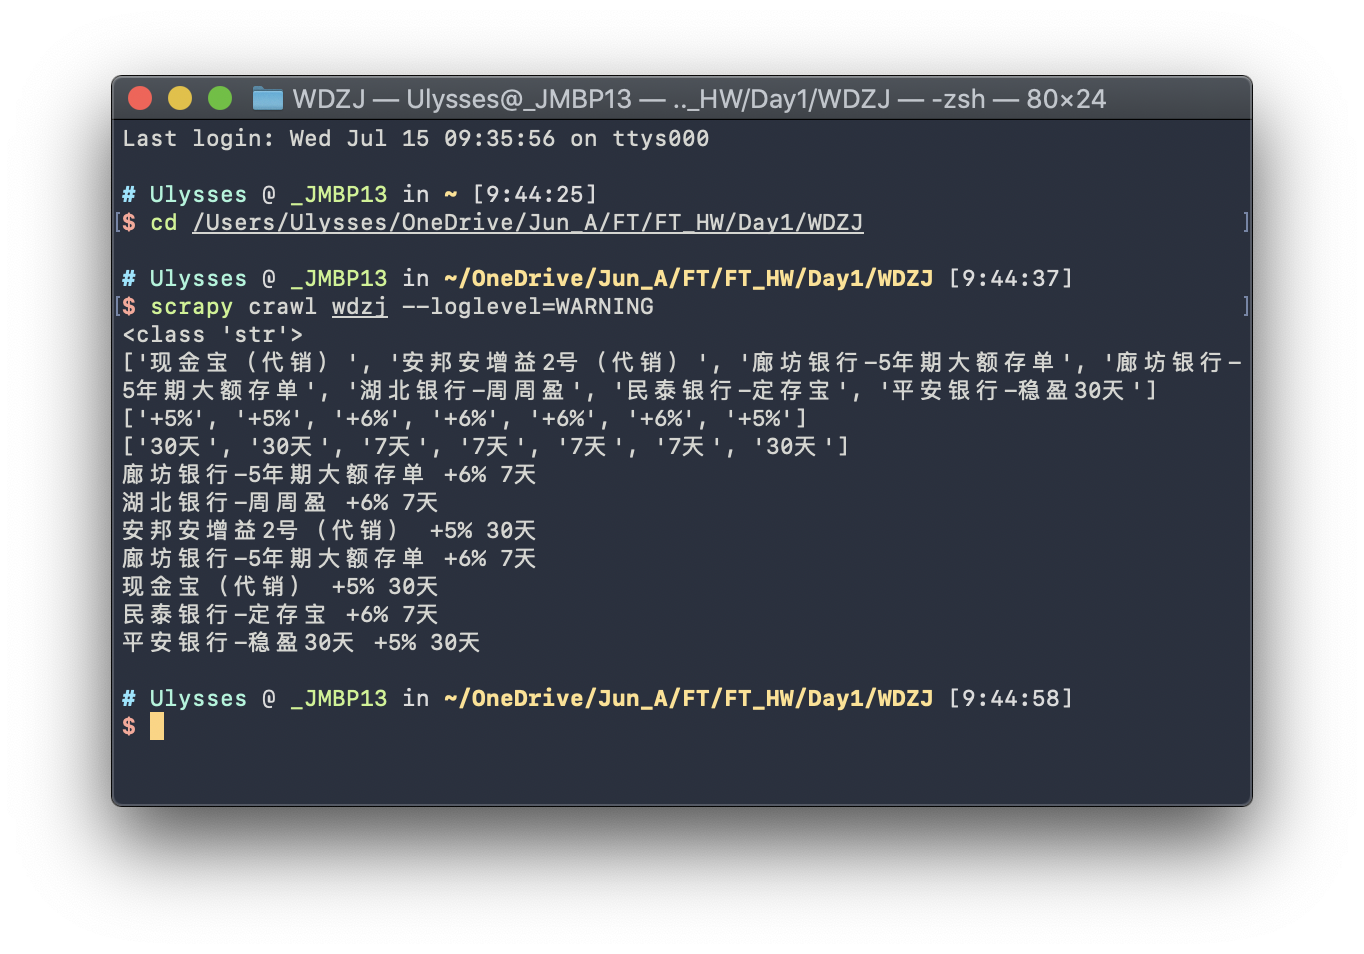 WDZJ — Ulysses@_JMBP13 — .._HW/Day1/WDZJ — -zsh — 80×24
Last login: Wed Jul 15 09:35:56 on ttys000
# Ulysses @ _JMBP13 in ~ [9:44:25]
[$ cd /Users/Ulysses/OneDrive/Jun_A/FT/FT_HW/Day1/WDZJ ]
# Ulysses @ _JMBP13 in ~/OneDrive/Jun_A/FT/FT_HW/Day1/WDZJ [9:44:37]
[$ scrapy crawl wdzj --loglevel=WARNING ]
<class 'str'>
['现金宝（代销）', '安邦安增益2号（代销）', '廊坊银行-5年期大额存单', '廊坊银行-
5年期大额存单', '湖北银行-周周盈', '民泰银行-定存宝', '平安银行-稳盈30天']
['+5%', '+5%', '+6%', '+6%', '+6%', '+6%', '+5%']
['30天', '30天', '7天', '7天', '7天', '7天', '30天']
廊坊银行-5年期大额存单 +6% 7天
湖北银行-周周盈 +6% 7天
安邦安增益2号（代销） +5% 30天
廊坊银行-5年期大额存单 +6% 7天
现金宝（代销） +5% 30天
民泰银行-定存宝 +6% 7天
平安银行-稳盈30天 +5% 30天
# Ulysses @ _JMBP13 in ~/OneDrive/Jun_A/FT/FT_HW/Day1/WDZJ [9:44:58]
$